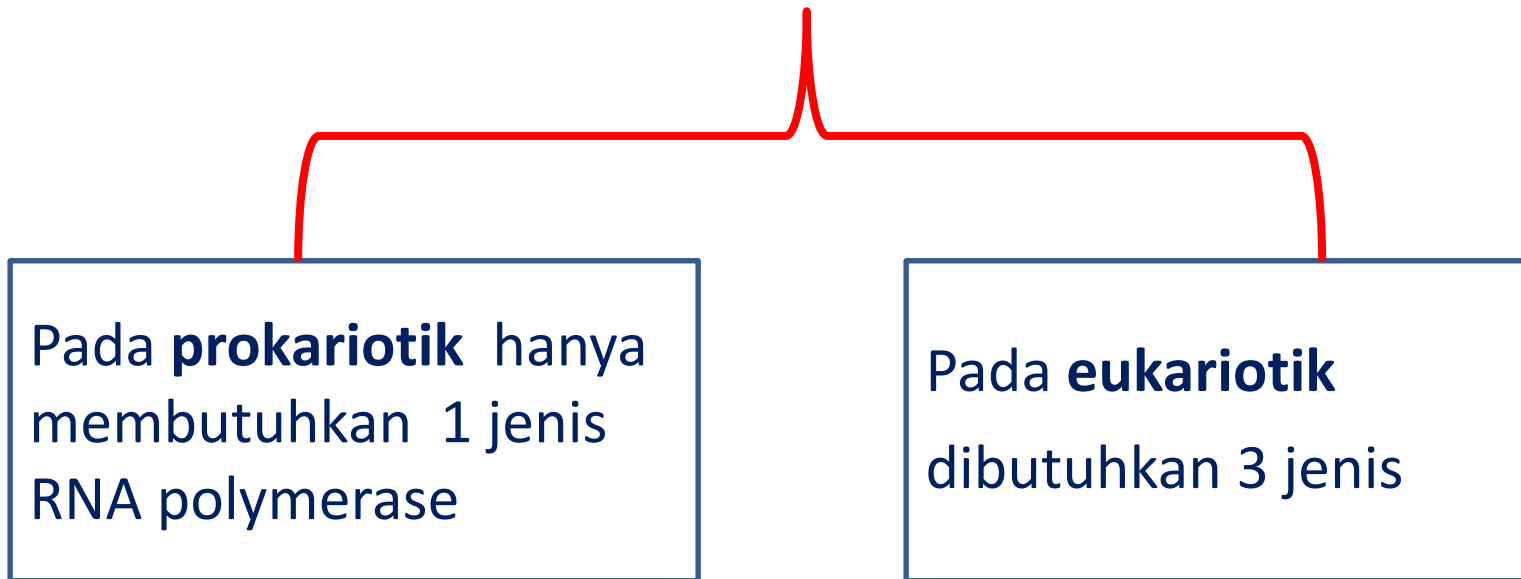 Pada prokariotik hanya
membutuhkan 1 jenis
RNA polymerase
Pada eukariotik
dibutuhkan 3 jenis